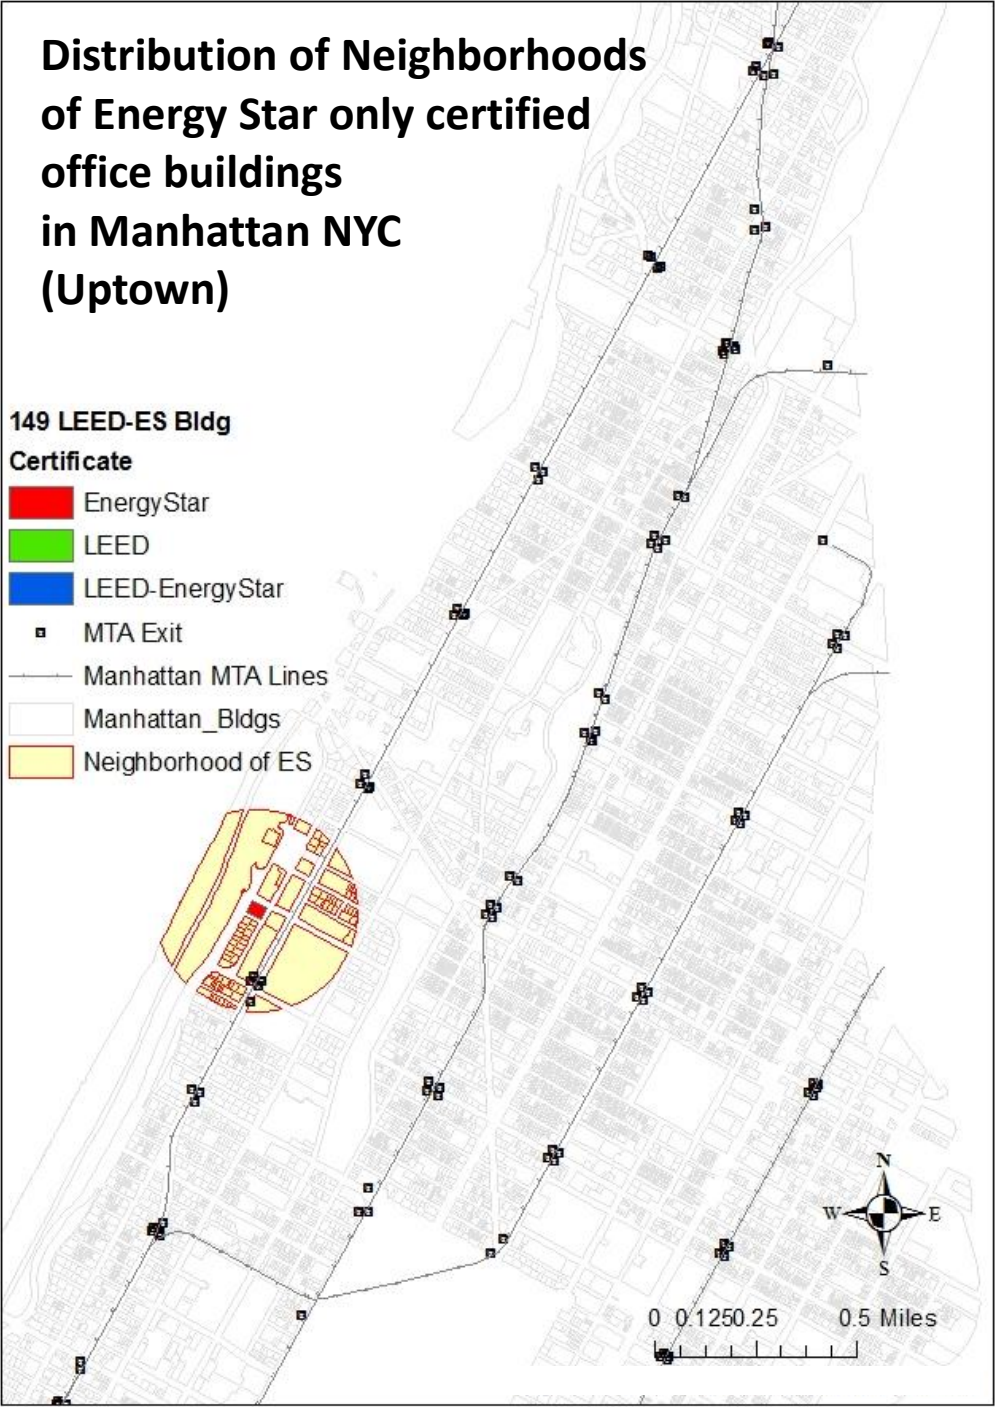 Distribution of Neighborhoods
of Energy Star only certified
office buildings
in Manhattan NYC
(Uptown)
149 LEED-ES Bldg
Certificate
EnergyStar
LEED
LEED-EnergyStar
MTA Exit
Manhattan MTA Lines
Manhattan_Bldgs
Neighborhood of ES
N
W E
S
0 0.1250.25 0.5 Miles